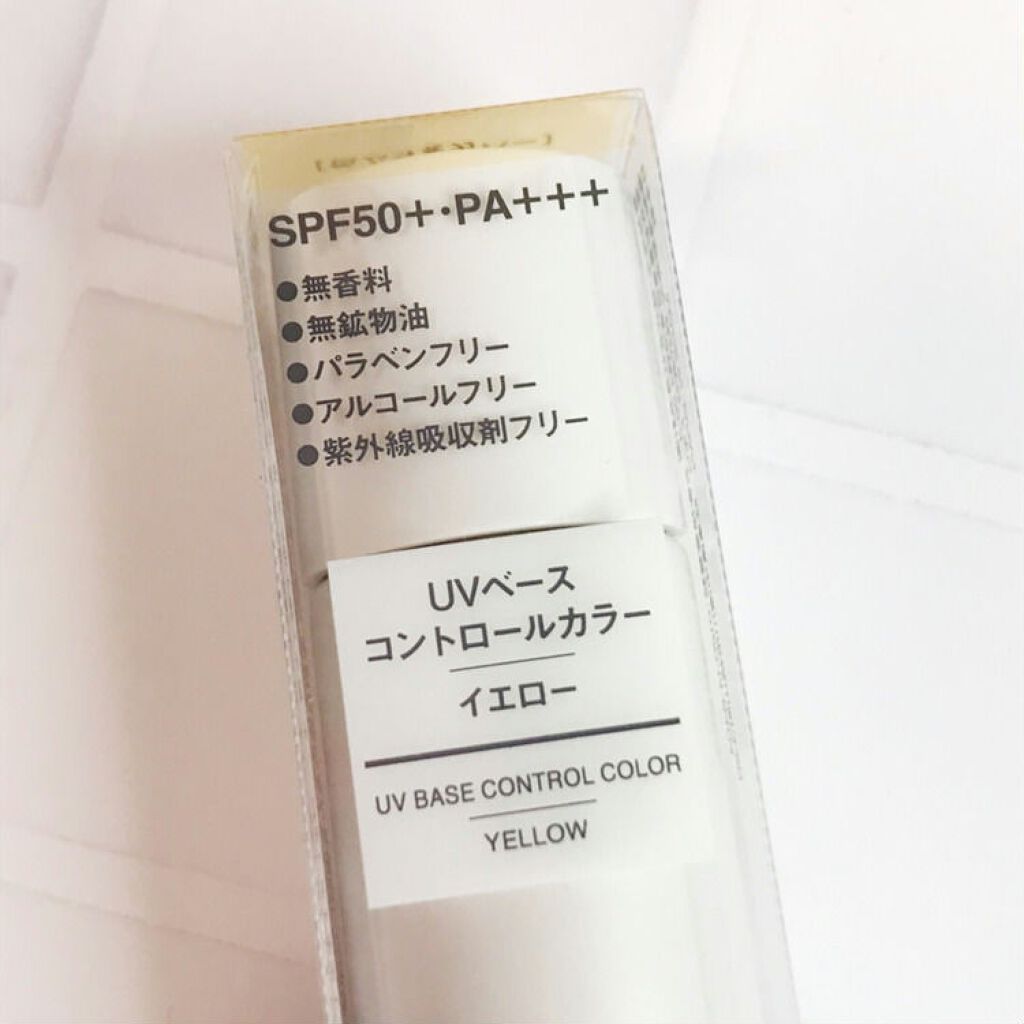 SPF50+・PA+++
●無香料
●無鉱物油
●パラベンフリー
●アルコールフリー
●紫外線吸収剤フリー
UVベース
コントロールカラー
イエロー
UV BASE CONTROL COLOR
YELLOW